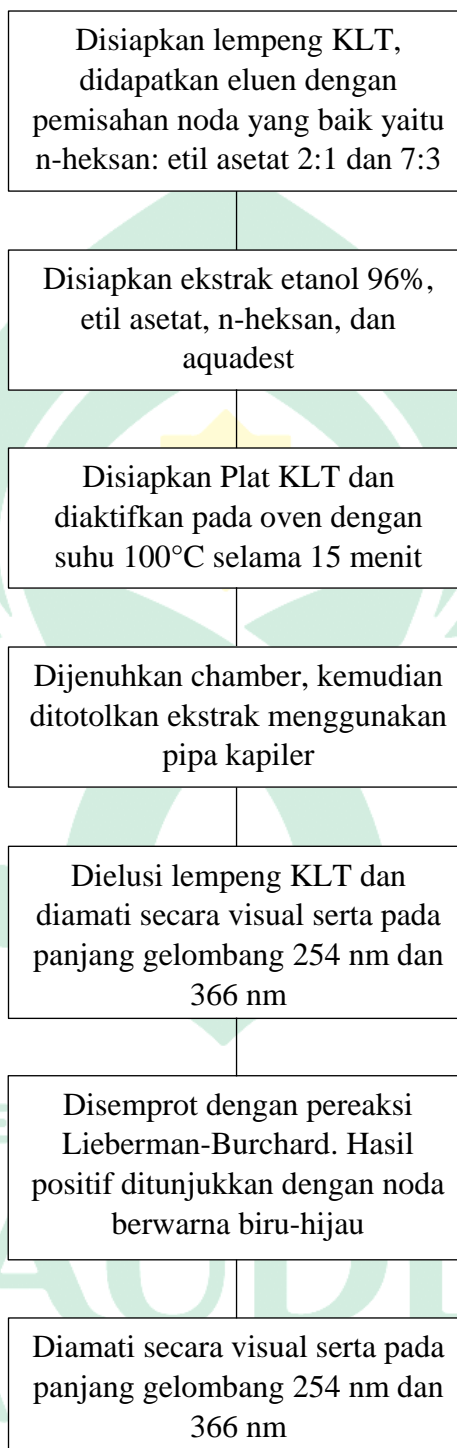 Disiapkan lempeng KLT,
didapatkan eluen dengan
pemisahan noda yang baik yaitu
n-heksan: etil asetat 2:1 dan 7:3
Disiapkan ekstrak etanol 96%,
etil asetat, n-heksan, dan
aquadest
Disiapkan Plat KLT dan
diaktifkan pada oven dengan
suhu 100°C selama 15 menit
Dijenuhkan chamber, kemudian
ditotolkan ekstrak menggunakan
pipa kapiler
Dielusi lempeng KLT dan
diamati secara visual serta pada
panjang gelombang 254 nm dan
366 nm
Disemprot dengan pereaksi
Lieberman-Burchard. Hasil
positif ditunjukkan dengan noda
berwarna biru-hijau
Diamati secara visual serta pada
panjang gelombang 254 nm dan
366 nm